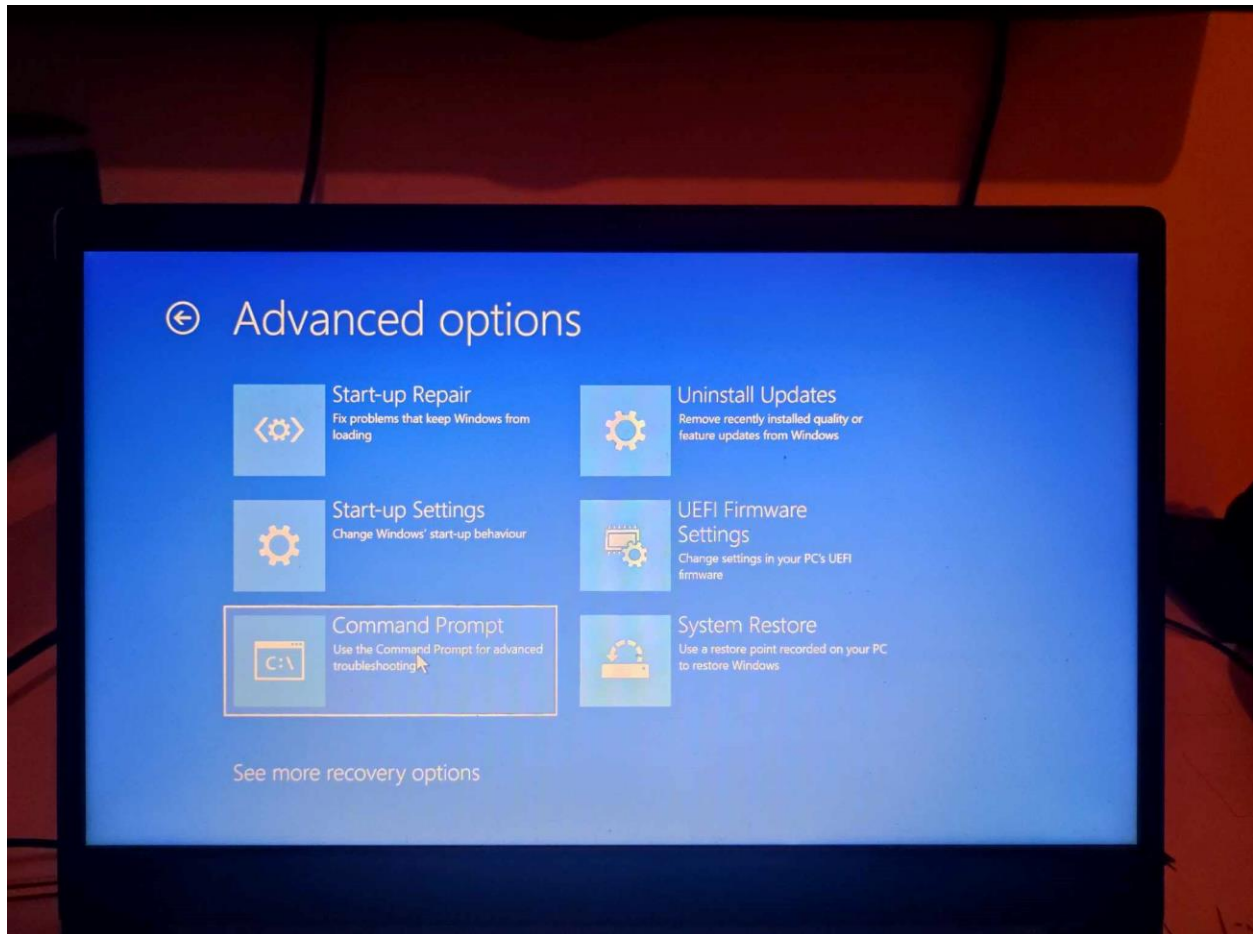 Advanced options
Start-up Repair
Fix problems that keep Windows from
loading
Uninstall Updates
Remove recently installed quality or
feature updates from Windows
Start-up Settings
Change Windows' start-up behaviour
UEFI Firmware
Settings
Change settings in your PC's UEFI
firmware
C:\
Command Prompt
Use the Command Prompt for advanced
troubleshooting
System Restore
Use a restore point recorded on your PC
to restore Windows
See more recovery options